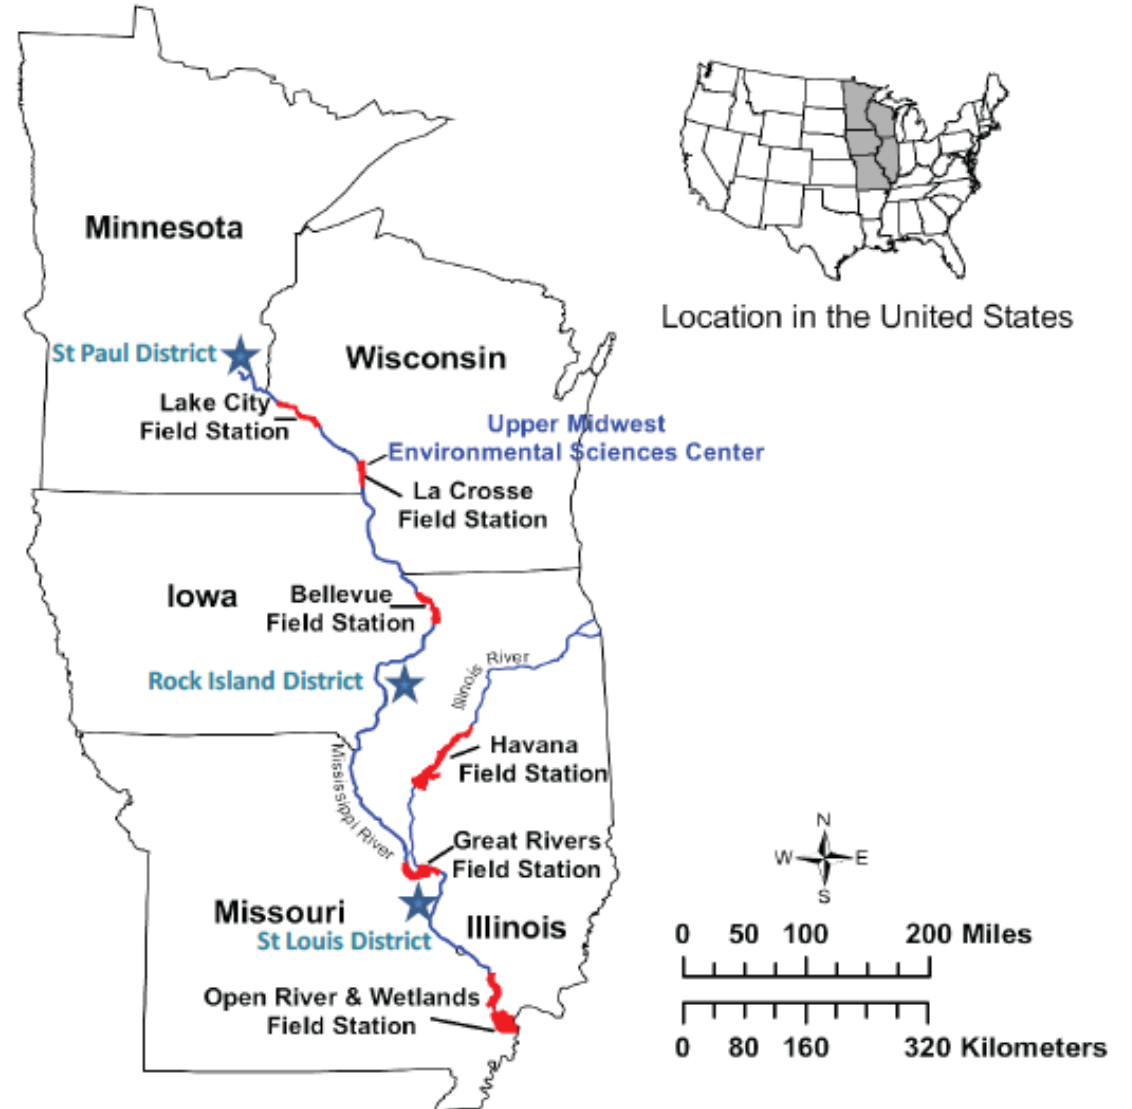 Minnesota
Location in the United States
St Paul District
Wisconsin
Lake City
Field Station
Upper Midwest
Environmental Sciences Center
La Crosse
Field Station
Iowa
Bellevue
Field Station
Illinois River
Rock Island District
Mississippi River
Havana
Field Station
Great Rivers
Field Station
N
W E
S
Missouri
St Louis District
Illinois
0 50 100 200 Miles
Open River & Wetlands
Field Station
0 80 160 320 Kilometers